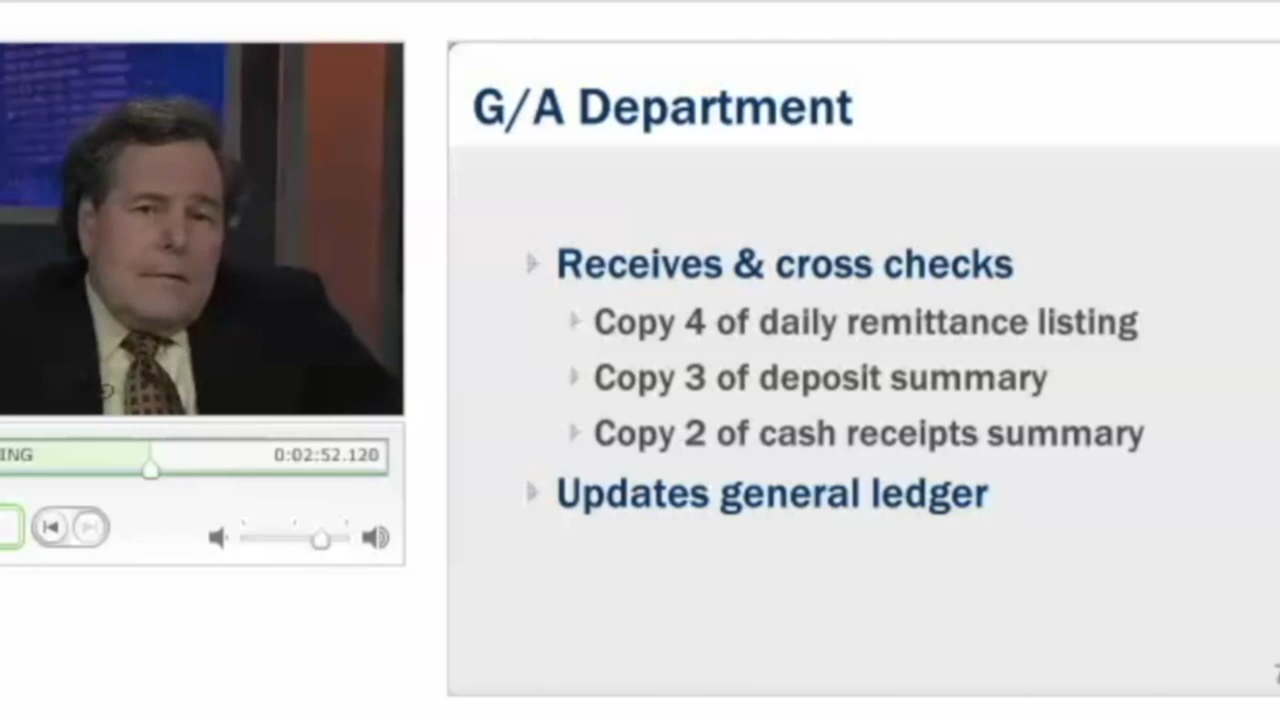 G/A Department
Receives & cross checks
Copy 4 of daily remittance listing
Copy 3 of deposit summary
Copy 2 of cash receipts summary
Updates general ledger
ING
0:02:52.120